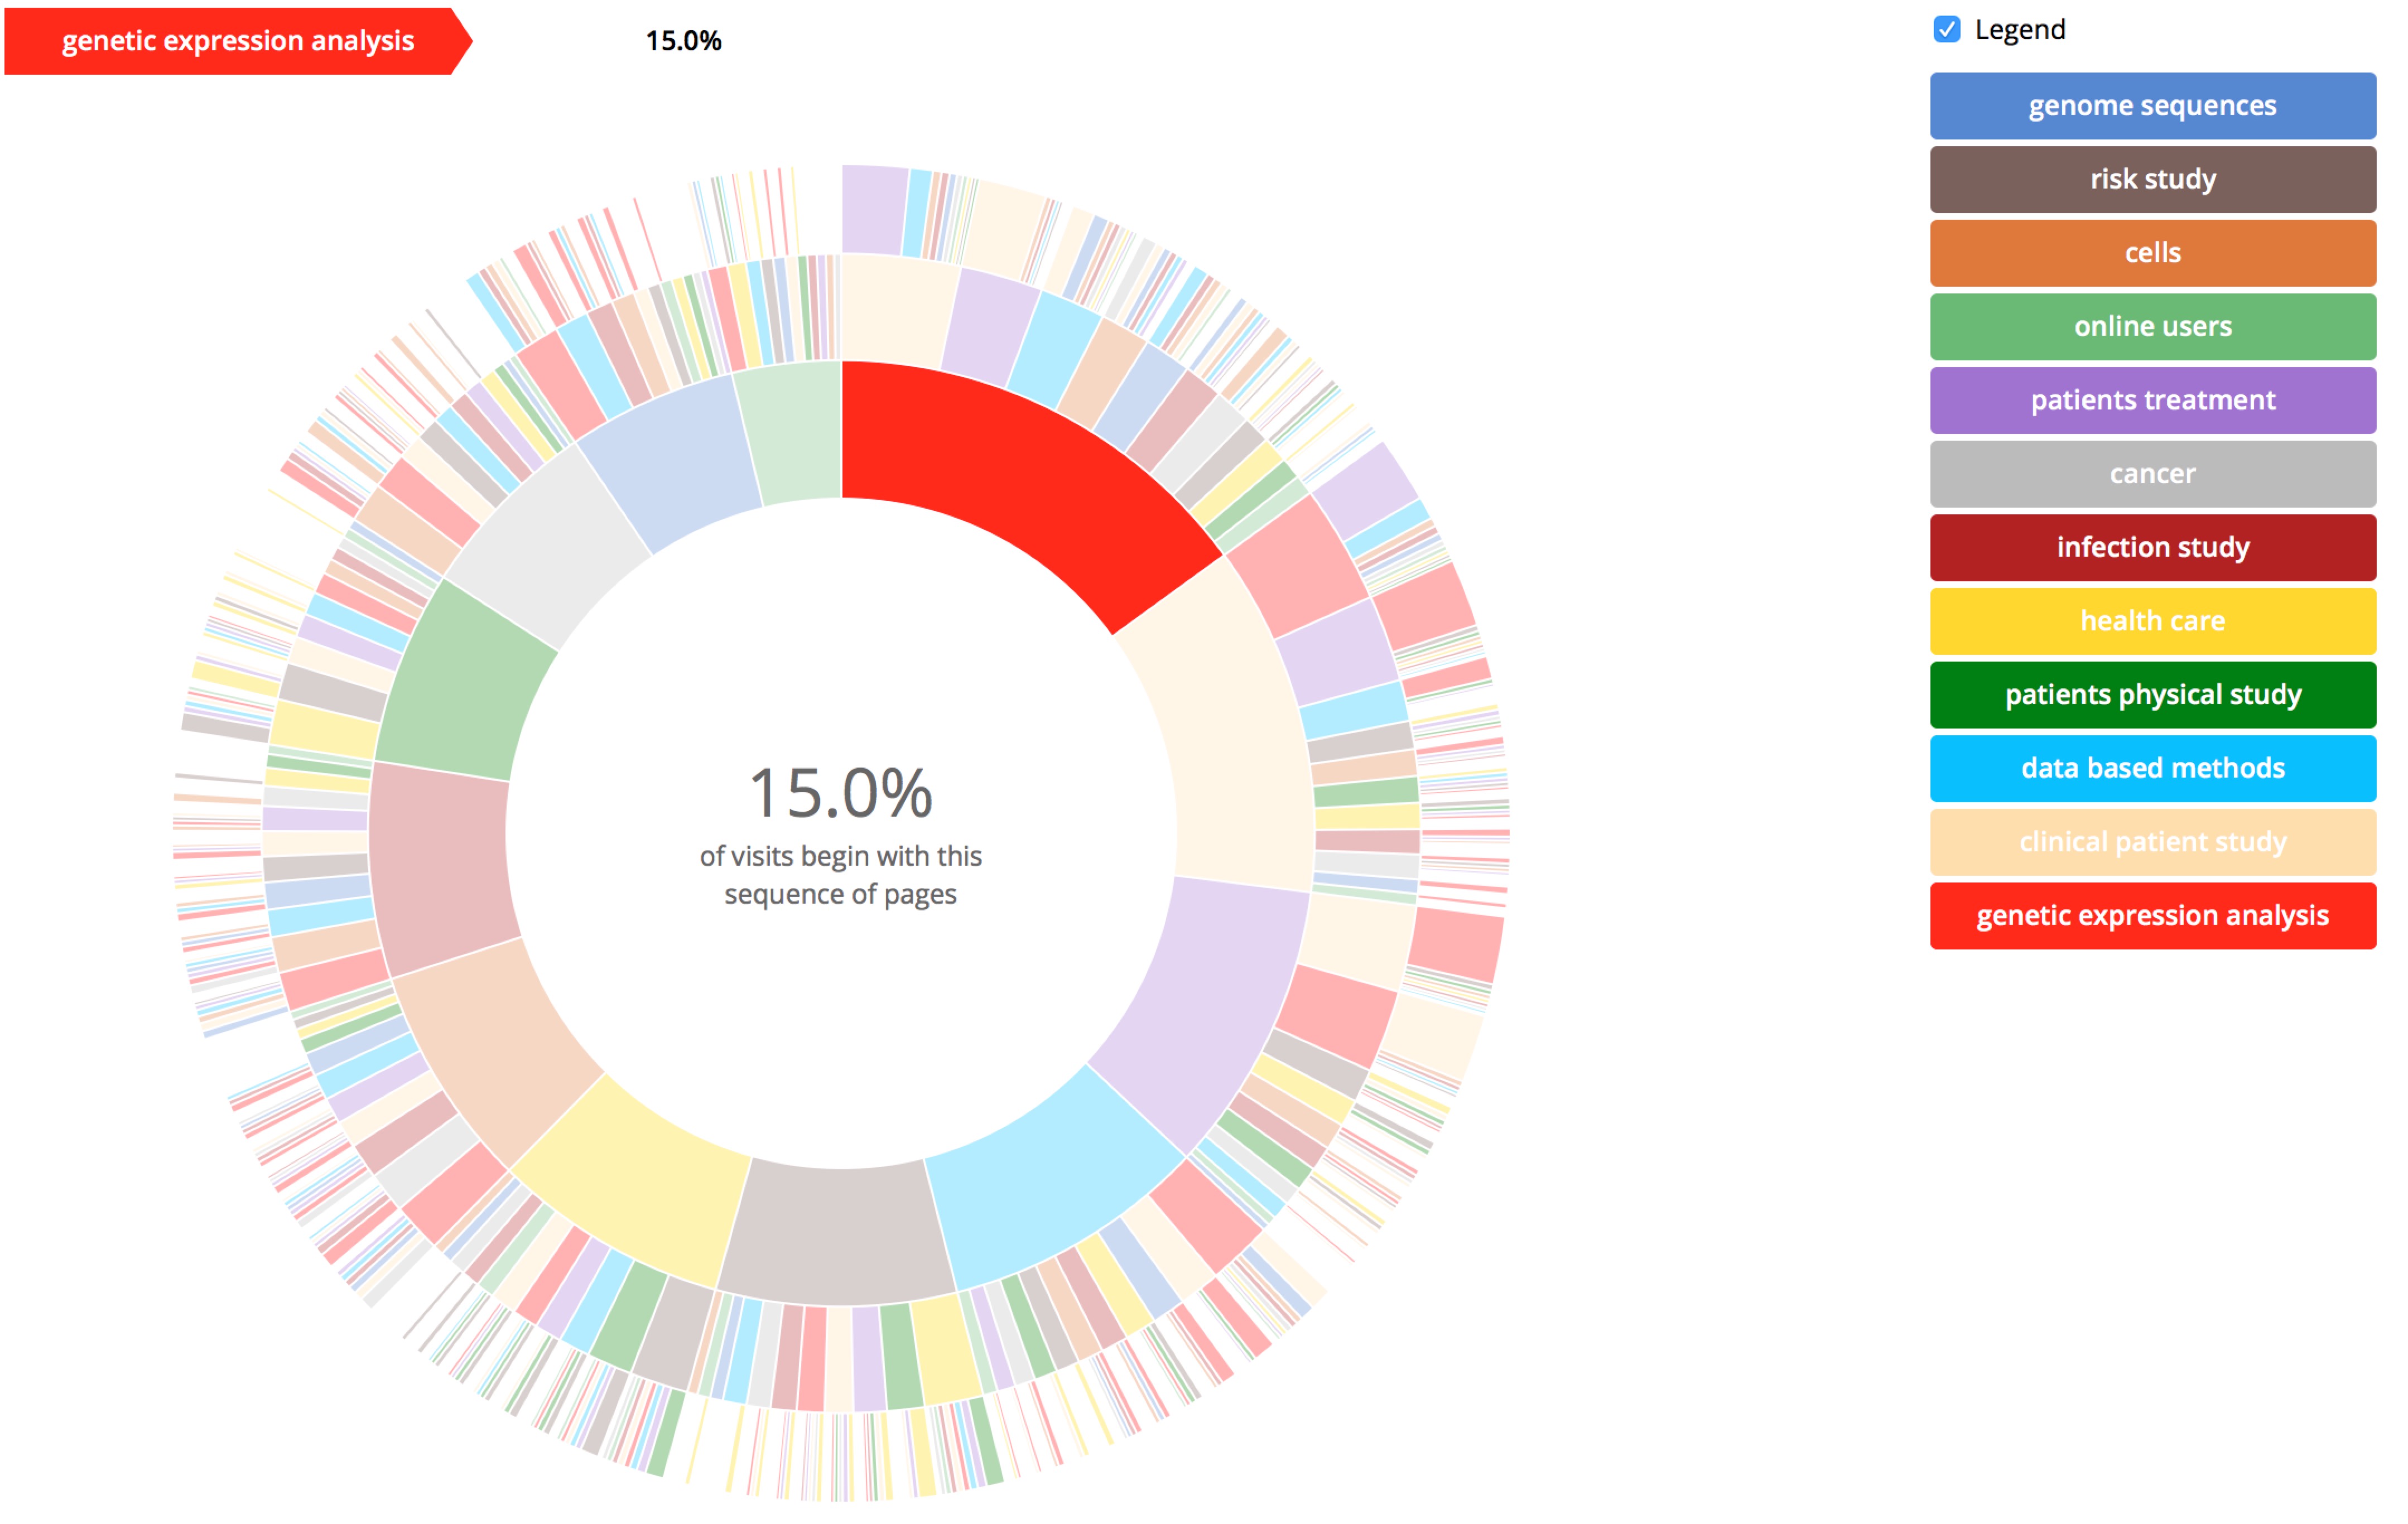 genetic expression analysis
15.0%
Legend
genome sequences
risk study
cells
online users
patients treatment
cancer
infection study
health care
patients physical study
data based methods
clinical patient study
genetic expression analysis
15.0%
of visits begin with this
sequence of pages